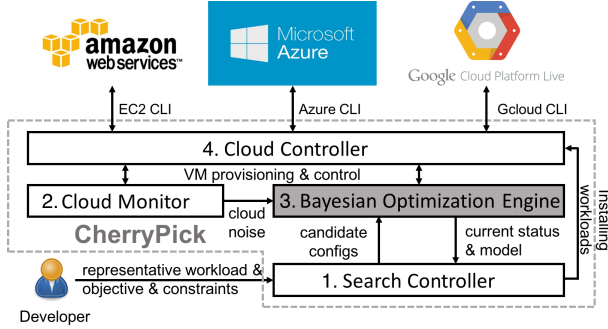 amazon
webservices™
Microsoft
Azure
Google Cloud Platform Live
EC2 CLI
Azure CLI
Gcloud CLI
4. Cloud Controller
VM provisioning & control
2. Cloud Monitor
3. Bayesian Optimization Engine
Installing
workloads
CherryPick
cloud
noise
candidate
configs
current status
& model
representative workload &
objective & constraints
1. Search Controller
Developer